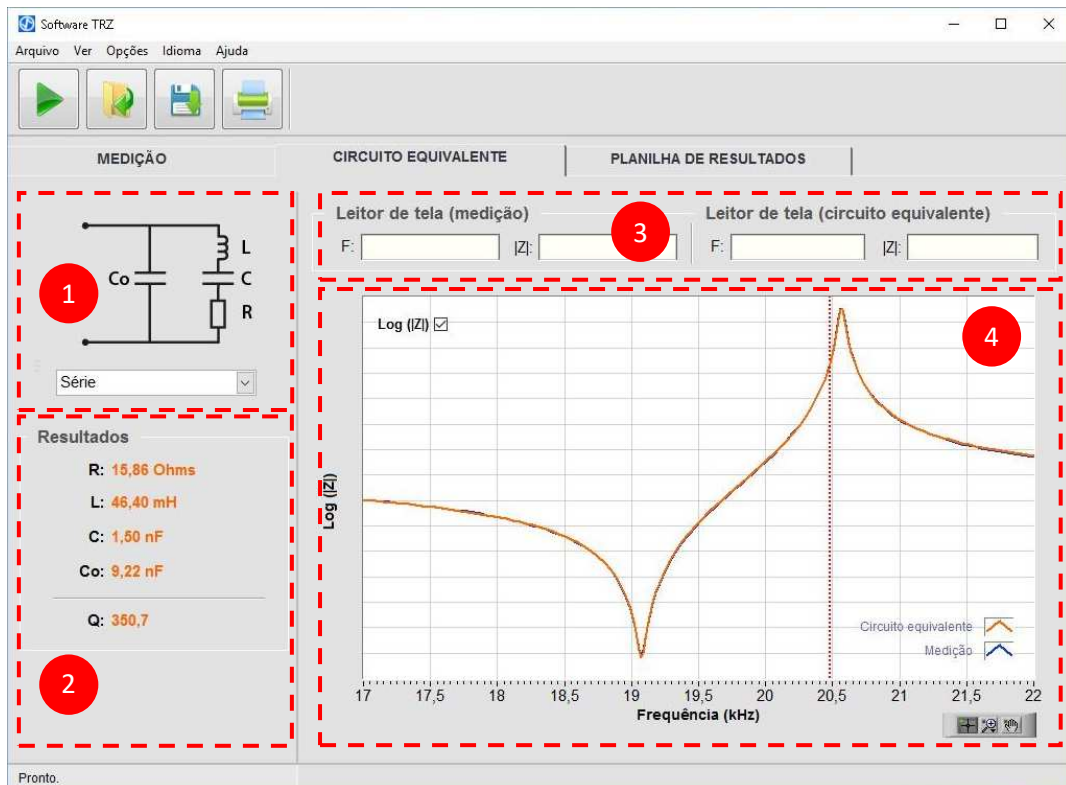 Software TRZ
Arquivo Ver Opções Idioma Ajuda
MEDIÇÃO
CIRCUITO EQUIVALENTE
PLANILHA DE RESULTADOS
1
Co
L
C
R
Série
Resultados
R: 15,86 Ohms
L: 46,40 mH
C: 1,50 nF
Co: 9,22 nF
Q: 350,7
2
Leitor de tela (medição)
F:
|Z|:
3
Leitor de tela (circuito equivalente)
F:
|Z|:
4
Log (|Z|)
Log (|Z|)
Circuito equivalente
Medição
17 17,5 18 18,5 19 19,5 20 20,5 21 21,5 22
Frequência (kHz)
Pronto.